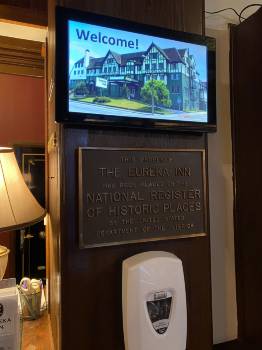 Welcome!
THIS PROPERTY
THE EUREKA INN
HAS BEEN PLACED ON THE
NATIONAL REGISTER
OF HISTORIC PLACES
BY THE UNITED STATES
DEPARTMENT OF THE INTERIOR